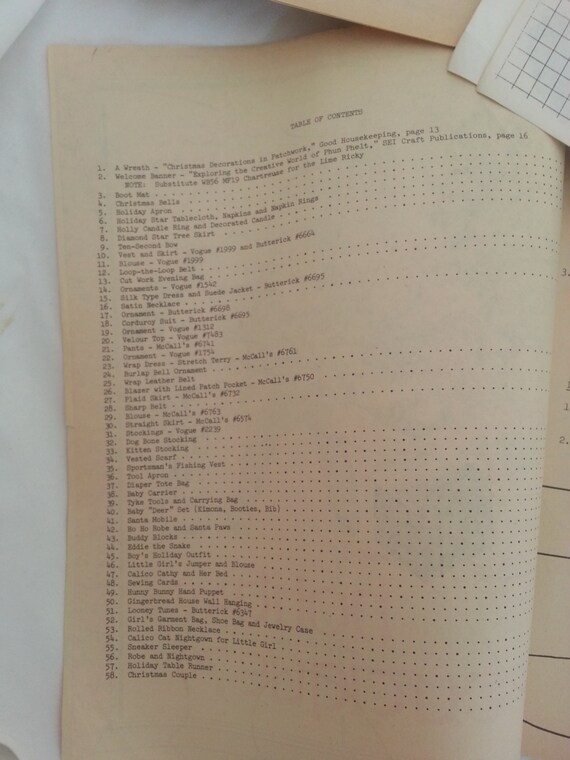 TABLE OF CONTENTS
1. A Wreath - "Christmas Decorations in Patchwork," Good Housekeeping, page 13
2. Welcome Banner - "Exploring the Creative World of Phun Phelt," SEI Craft Publications, page 16
NOTE: Substitute 4856 MF19 Chartreuse for the Lime Ricky
3. Boot Mat
4. Christmas Bells
5. Holiday Apron
6. Holiday Star Tablecloth, Napkins and Napkin Rings
7. Holly Candle Ring and Decorated Candle
8. Diamond Star Tree Skirt
9. Ten-Second Bow
10. Vest and Skirt - Vogue #1999 and Butterick #6664
11. Blouse - Vogue #1999
12. Loop-the-Loop Belt
13. Cut Work Evening Bag
14. Ornaments - Vogue #1542
15. Silk Type Dress and Suede Jacket - Butterick #6695
16. Satin Necklace
17. Ornament - Butterick #6698
18. Corduroy Suit - Butterick #6605
19. Ornament - Vogue #1312
20. Velour Top - Vogue #7483
21. Pants - McCall's #6741
22. Ornament - Vogue #1754
23. Wrap Dress - Stretch Terry - McCall's #6761
24. Burlap Bell Ornament
25. Wrap Leather Belt
26. Blazer with Lined Patch Pocket - McCall's #6750
27. Plaid Skirt - McCall's #6732
28. Sharp Belt
29. Blouse - McCall's #6763
30. Straight Skirt - McCall's #6574
31. Stockings - Vogue #2239
32. Dog Bone Stocking
33. Kitten Stocking
34. Vested Scarf
35. Sportsman's Fishing Vest
36. Tool Apron
37. Diaper Tote Bag
38. Baby Carrier
39. Tyke Tools and Carrying Bag
40. Baby "Deer" Set (Kimona, Booties, Bib)
41. Santa Mobile
42. Ho Ho Robe and Santa Paws
43. Buddy Blocks
44. Eddie the Snake
45. Boy's Holiday Outfit
46. Little Girl's Jumper and Blouse
47. Calico Cathy and Her Bed
48. Sewing Cards
49. Hunny Bunny Hand Puppet
50. Gingerbread House Wall Hanging
51. Looney Tunes - Butterick #6347
52. Girl's Garment Bag, Shoe Bag and Jewelry Case
53. Rolled Ribbon Necklace
54. Calico Cat Nightgown for Little Girl
55. Sneaker Sleeper
56. Robe and Nightgown
57. Holiday Table Runner
58. Christmas Couple
3.
1
2.